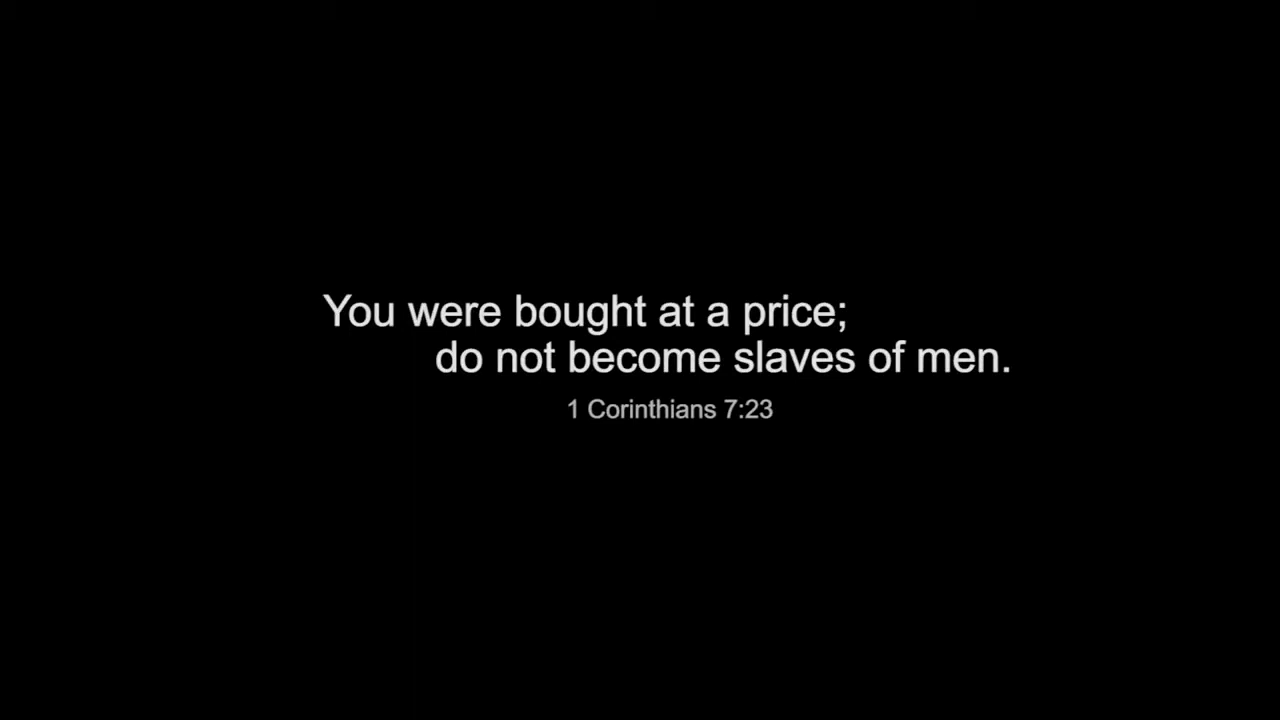 You were bought at a price;
do not become slaves of men.
1 Corinthians 7:23